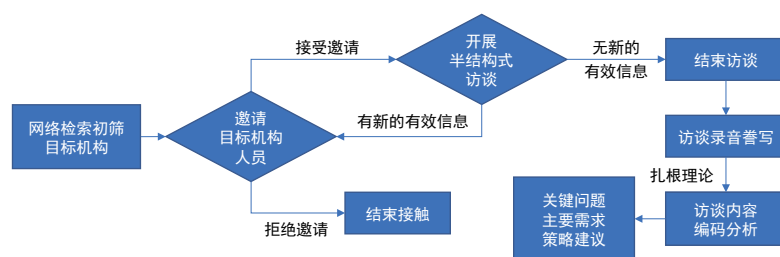 网络检索初筛
目标机构
邀请
目标机构
人员
接受邀请
拒绝邀请
结束接触
开展
半结构式
访谈
有新的有效信息
无新的
有效信息
结束访谈
访谈录音誊写
扎根理论
访谈内容
编码分析
关键问题
主要需求
策略建议